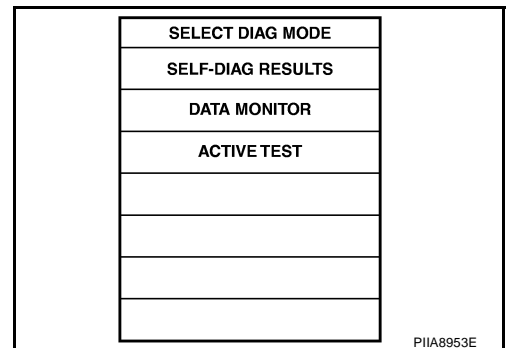 SELECT DIAG MODE
SELF-DIAG RESULTS
DATA MONITOR
ACTIVE TEST
PIIA8953E